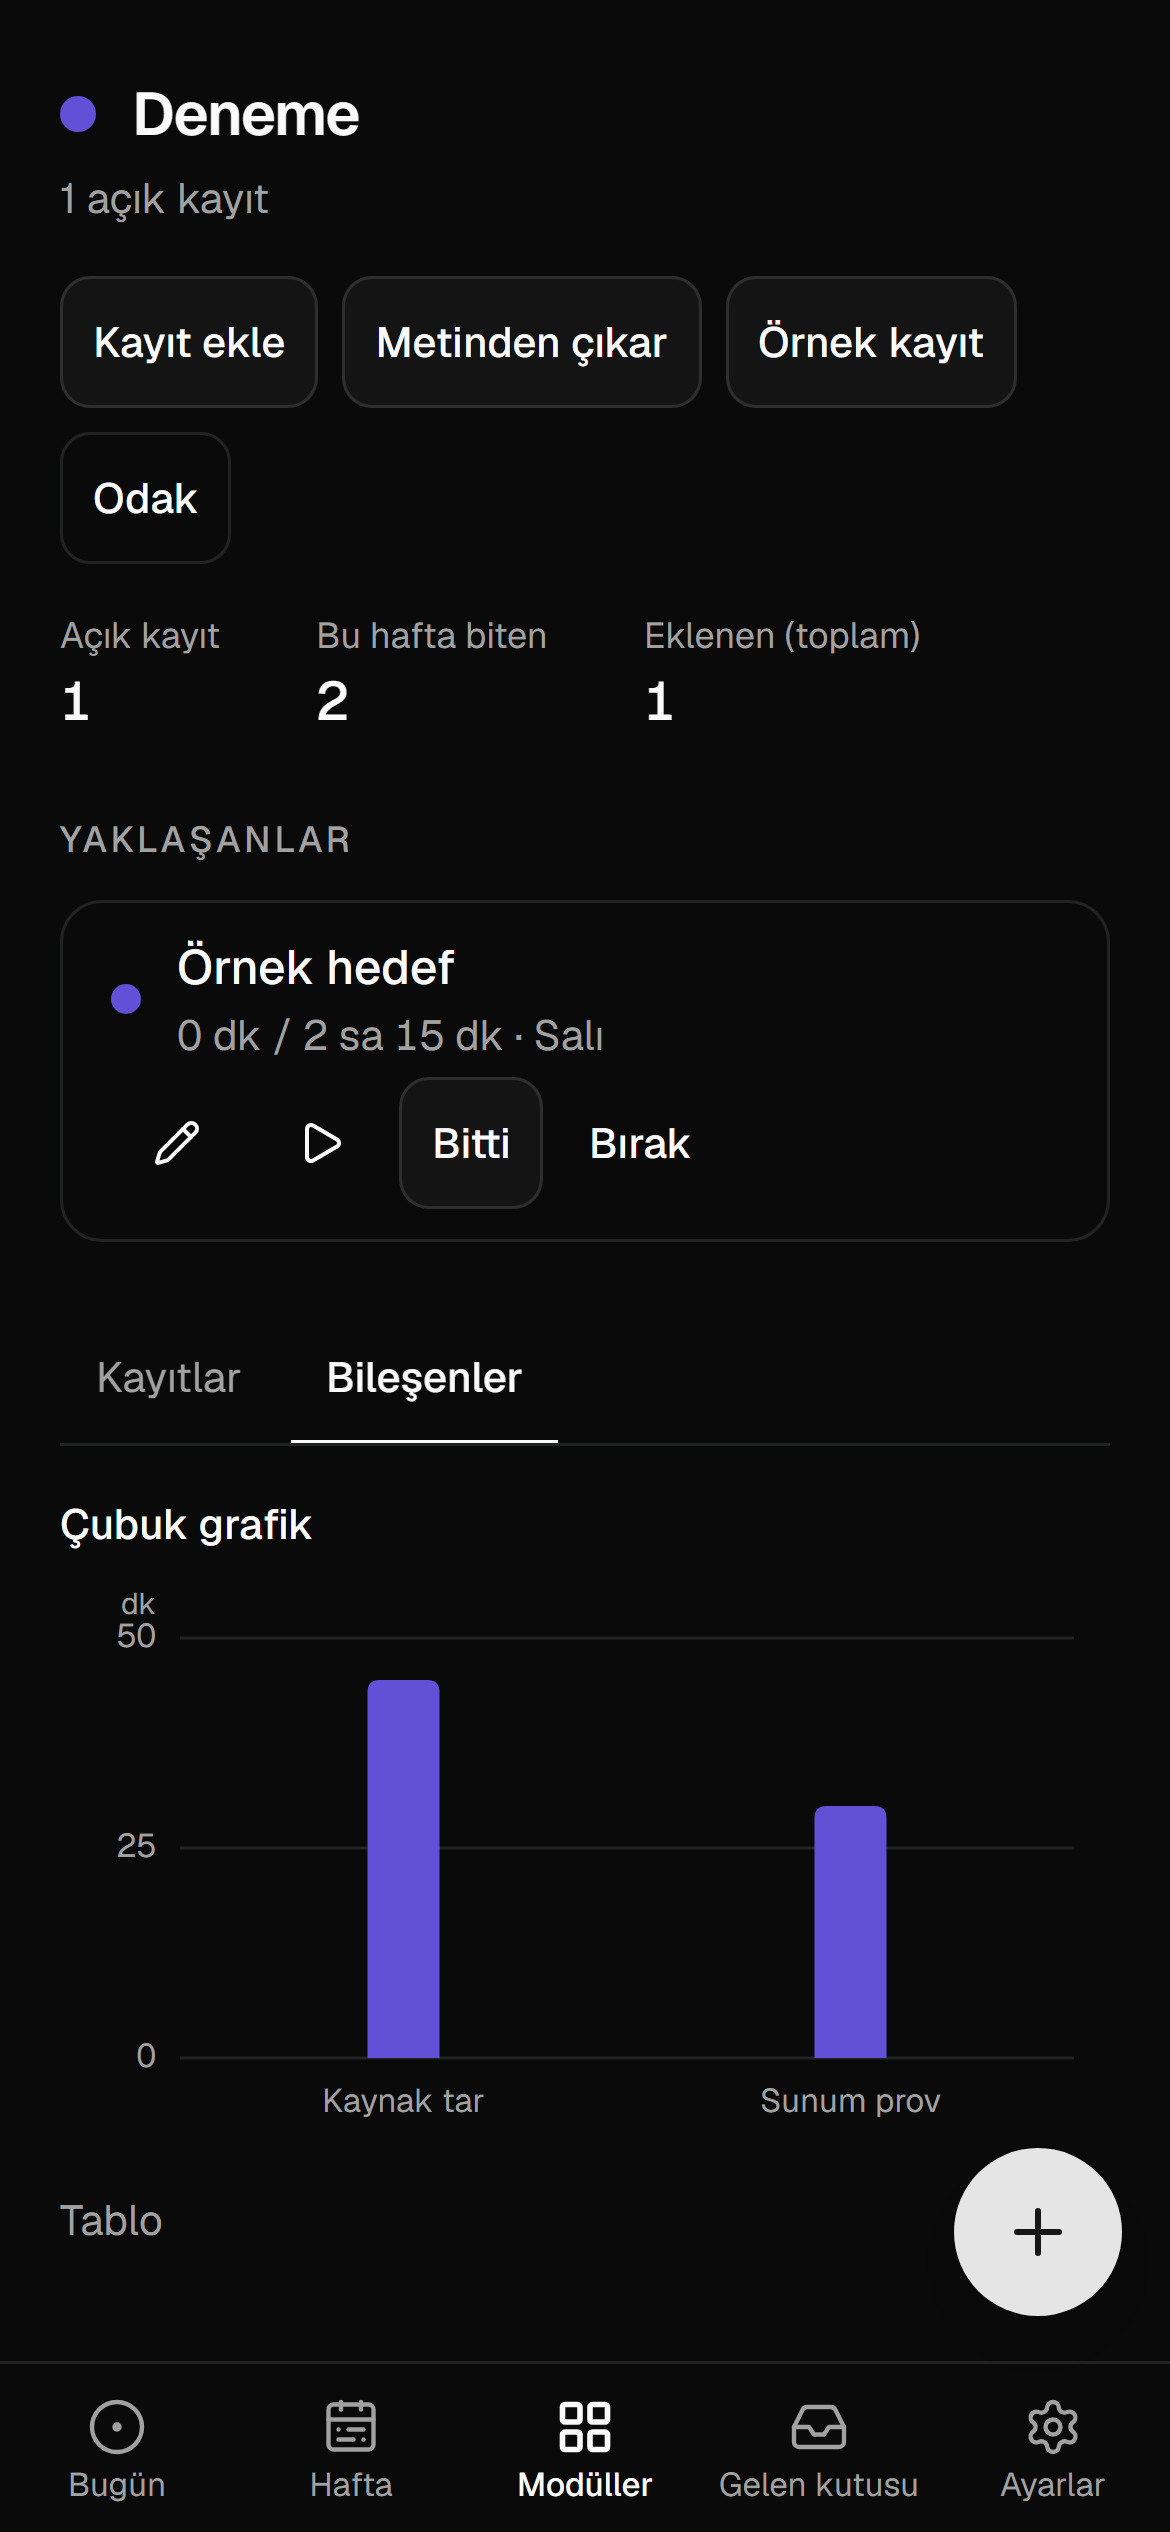 Deneme
1 açık kayıt
Kayıt ekle
Metinden çıkar
Örnek kayıt
Odak
Açık kayıt
Bu hafta biten
Eklenen (toplam)
1
2
1
YAKLAŞANLAR
Örnek hedef
0 dk / 2 sa 15 dk · Salı
Bitti
Bırak
Kayıtlar
Bileşenler
Çubuk grafik
dk
50
25
0
Kaynak tar
Sunum prov
Tablo
Bugün
Hafta
Modüller
Gelen kutusu
Ayarlar